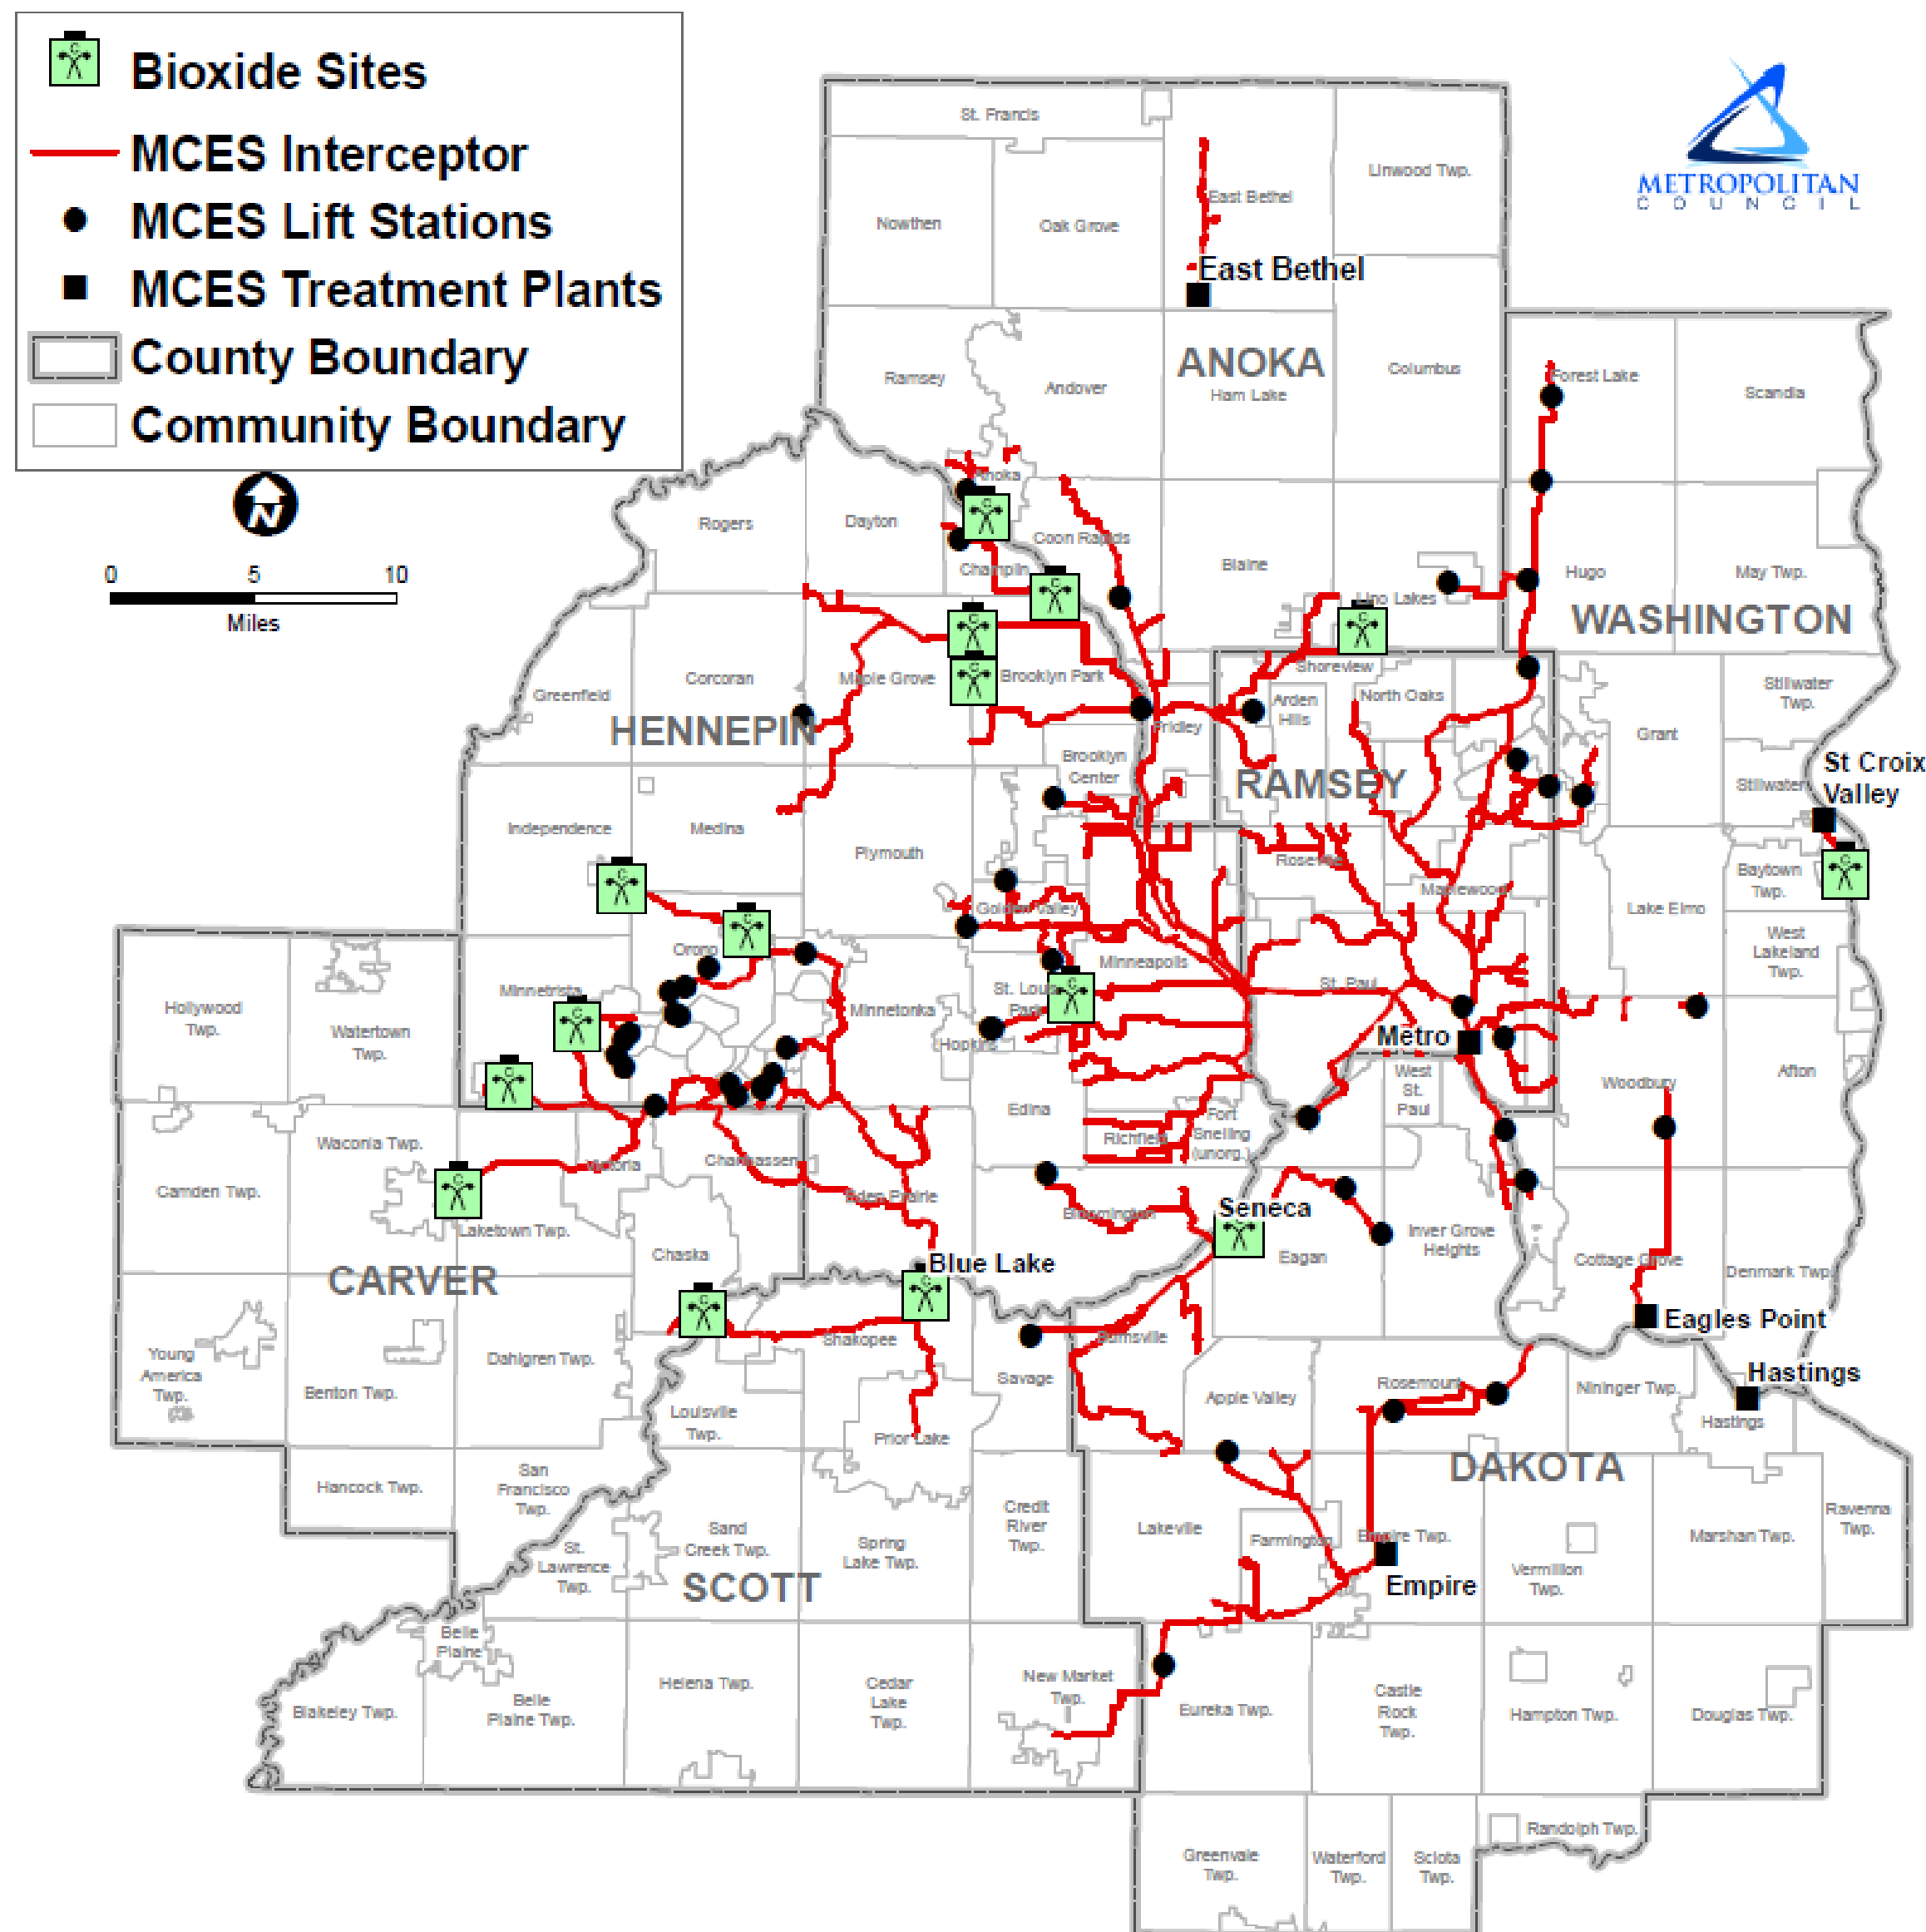 Bioxide Sites
MCES Interceptor
MCES Lift Stations
MCES Treatment Plants
County Boundary
Community Boundary
N
0 5 10
Miles
METROPOLITAN
COUNCIL
St. Francis
Linwood Twp.
East Bethel
Nowthen
Oak Grove
East Bethel
ANOKA
Ham Lake
Columbus
Ramsey
Andover
Forest Lake
Scandia
Anoka
Rogers
Dayton
Coon Rapids
Champlin
Blaine
Lino Lakes
Hugo
May Twp.
WASHINGTON
Greenfield
Corcoran
Maple Grove
Brooklyn Park
Shoreview
North Oaks
Arden
Hills
Stillwater
Twp.
HENNEPIN
Fridley
Grant
Brooklyn
Center
RAMSEY
St Croix
Valley
Stillwater
Independence
Medina
Plymouth
Roseville
Maplewood
Baytown
Twp.
Golden Valley
Lake Elmo
West
Lakeland
Twp.
Orono
Minneapolis
St. Paul
Minnetrista
Minnetonka
St. Louis
Park
Hopkins
Hollywood
Twp.
Watertown
Twp.
Metro
West
St.
Paul
Woodbury
Afton
Edina
Richfield
Fort
Snelling
(unorg.)
Waconia Twp.
Victoria
Chanhassen
Camden Twp.
Laketown Twp.
Eden Prairie
Bloomington
Seneca
Eagan
Inver Grove
Heights
Chaska
Cottage Grove
Denmark Twp.
CARVER
Blue Lake
Shakopee
Burnsville
Eagles Point
Young
America
Twp.
Benton Twp.
Dahlgren Twp.
Louisville
Twp.
Savage
Prior Lake
Apple Valley
Rosemount
Nininger Twp.
Hastings
Hastings
DAKOTA
Hancock Twp.
San
Francisco
Twp.
Sand
Creek Twp.
Spring
Lake Twp.
Credit
River
Twp.
Lakeville
Farmington
Empire Twp.
Marshan Twp.
Ravenna
Twp.
St.
Lawrence
Twp.
SCOTT
Empire
Vermillion
Twp.
Belle
Plaine
Blakeley Twp.
Belle
Plaine Twp.
Helena Twp.
Cedar
Lake
Twp.
New Market
Twp.
Eureka Twp.
Castle
Rock
Twp.
Hampton Twp.
Douglas Twp.
Randolph Twp.
Greenvale
Twp.
Waterford
Twp.
Sciota
Twp.